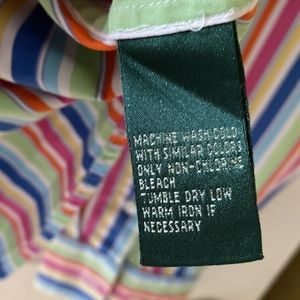 MACHINE WASH COLD
WITH SIMILAR COLORS
ONLY NON-CHLORINE
BLEACH
TUMBLE DRY LOW
WARM IRON IF
NECESSARY